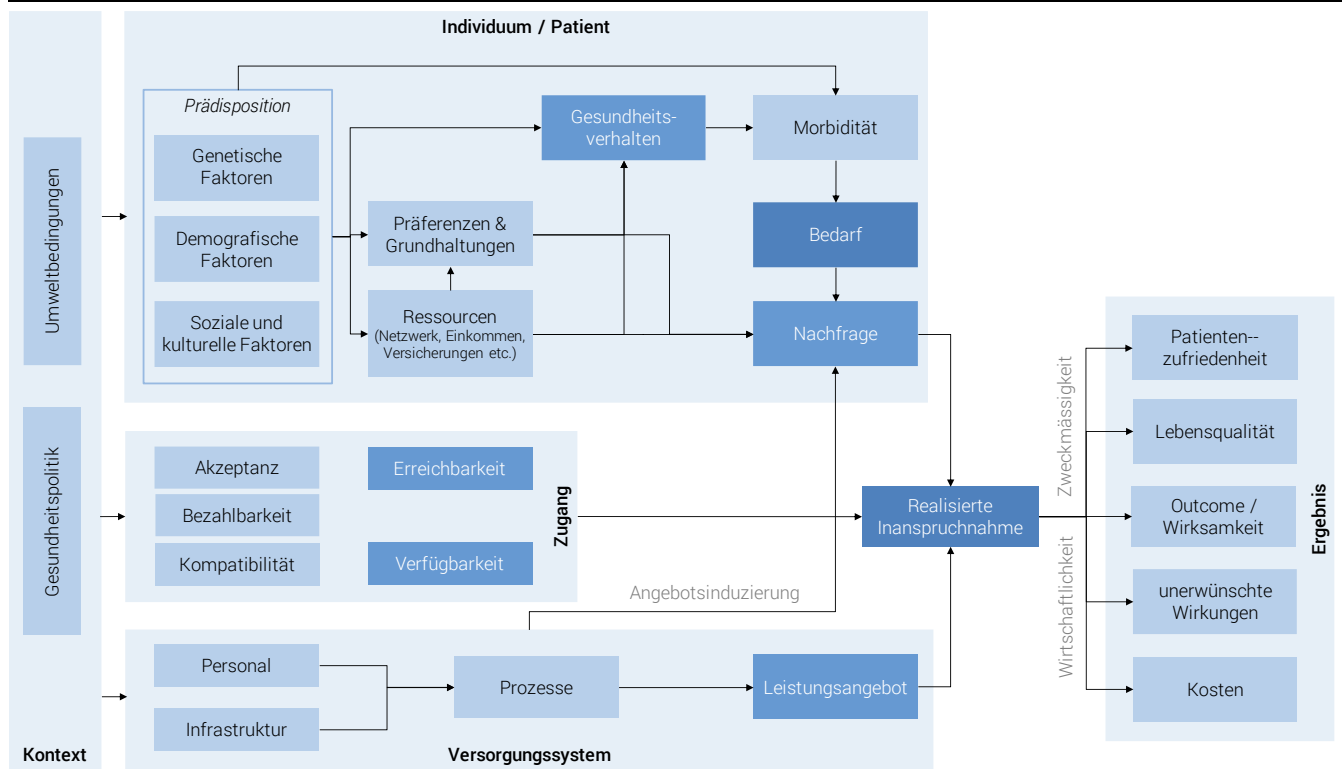 Individuum / Patient
Prädisposition
Genetische
Faktoren
Demografische
Faktoren
Soziale und
kulturelle Faktoren
Gesundheits-
verhalten
Morbidität
Präferenzen &
Grundhaltungen
Bedarf
Ressourcen
(Netzwerk, Einkommen,
Versicherungen etc.)
Nachfrage
Umweltbedingungen
Gesundheitspolitik
Kontext
Akzeptanz
Bezahlbarkeit
Kompatibilität
Erreichbarkeit
Verfügbarkeit
Zugang
Angebotsinduzierung
Realisierte
Inanspruchnahme
Personal
Infrastruktur
Prozesse
Leistungsangebot
Versorgungssystem
Zweckmässigkeit
Wirtschaftlichkeit
Patienten--
zufriedenheit
Lebensqualität
Outcome /
Wirksamkeit
unerwünschte
Wirkungen
Kosten
Ergebnis